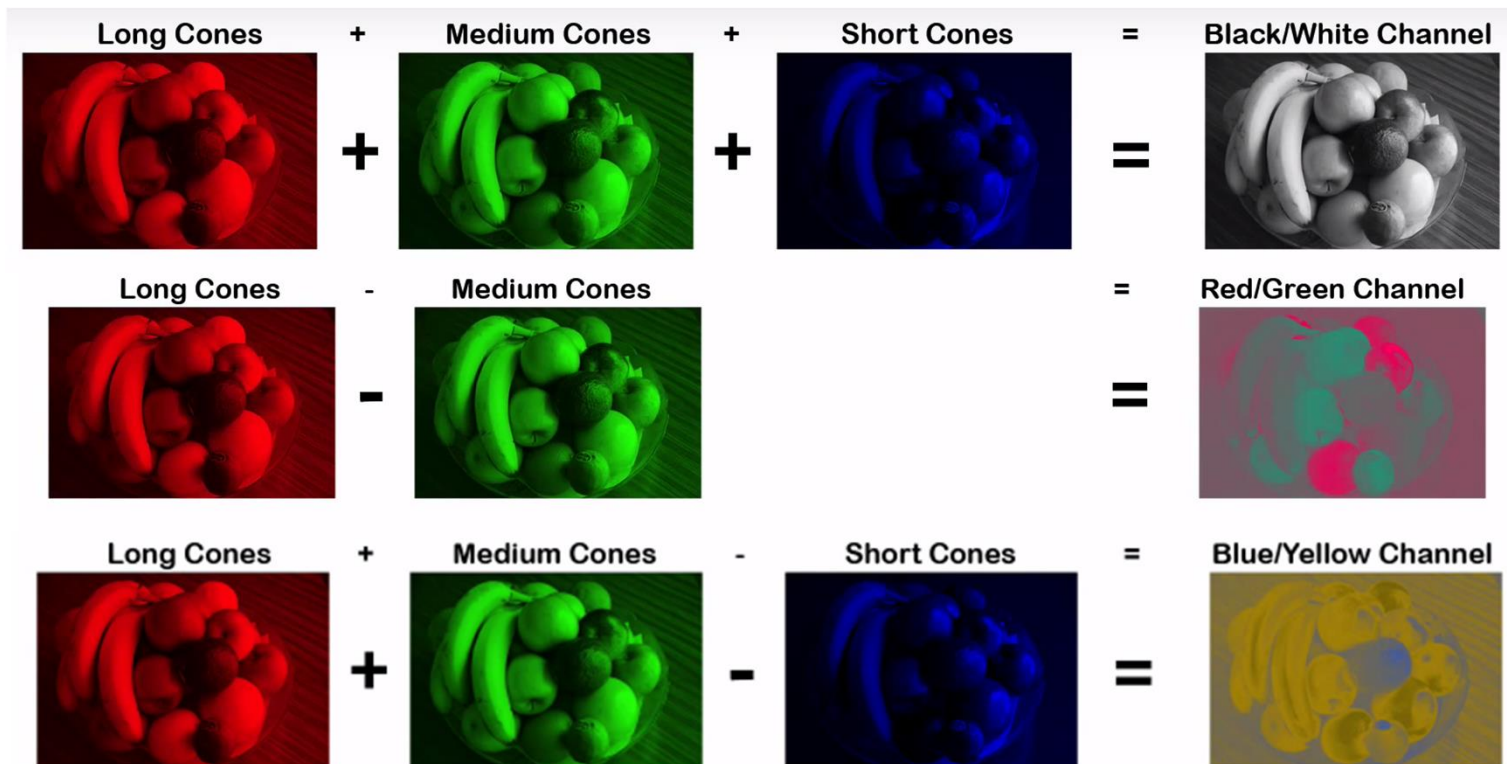 Long Cones + Medium Cones + Short Cones = Black/White Channel
+ + =
Long Cones - Medium Cones = Red/Green Channel
- =
Long Cones + Medium Cones - Short Cones = Blue/Yellow Channel
+ - =